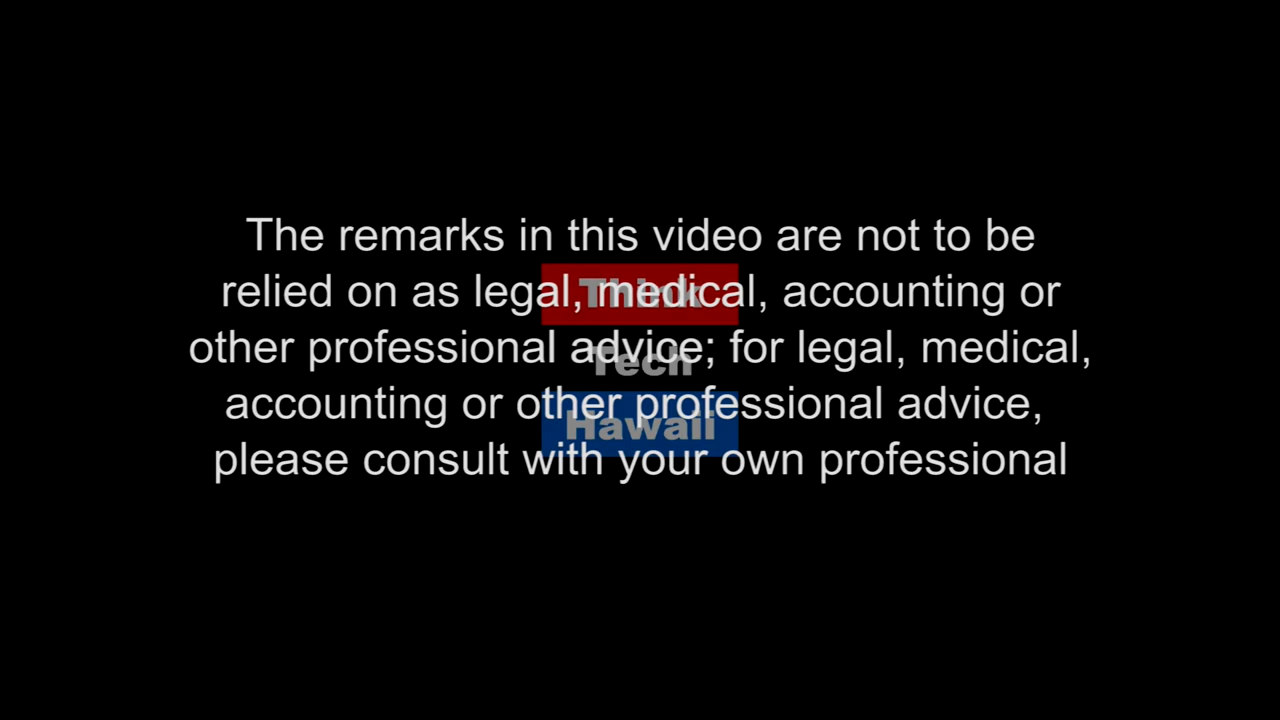 The remarks in this video are not to be
relied on as legal, medical, accounting or
other professional advice; for legal, medical,
accounting or other professional advice,
please consult with your own professional
Think
Tech
Hawaii